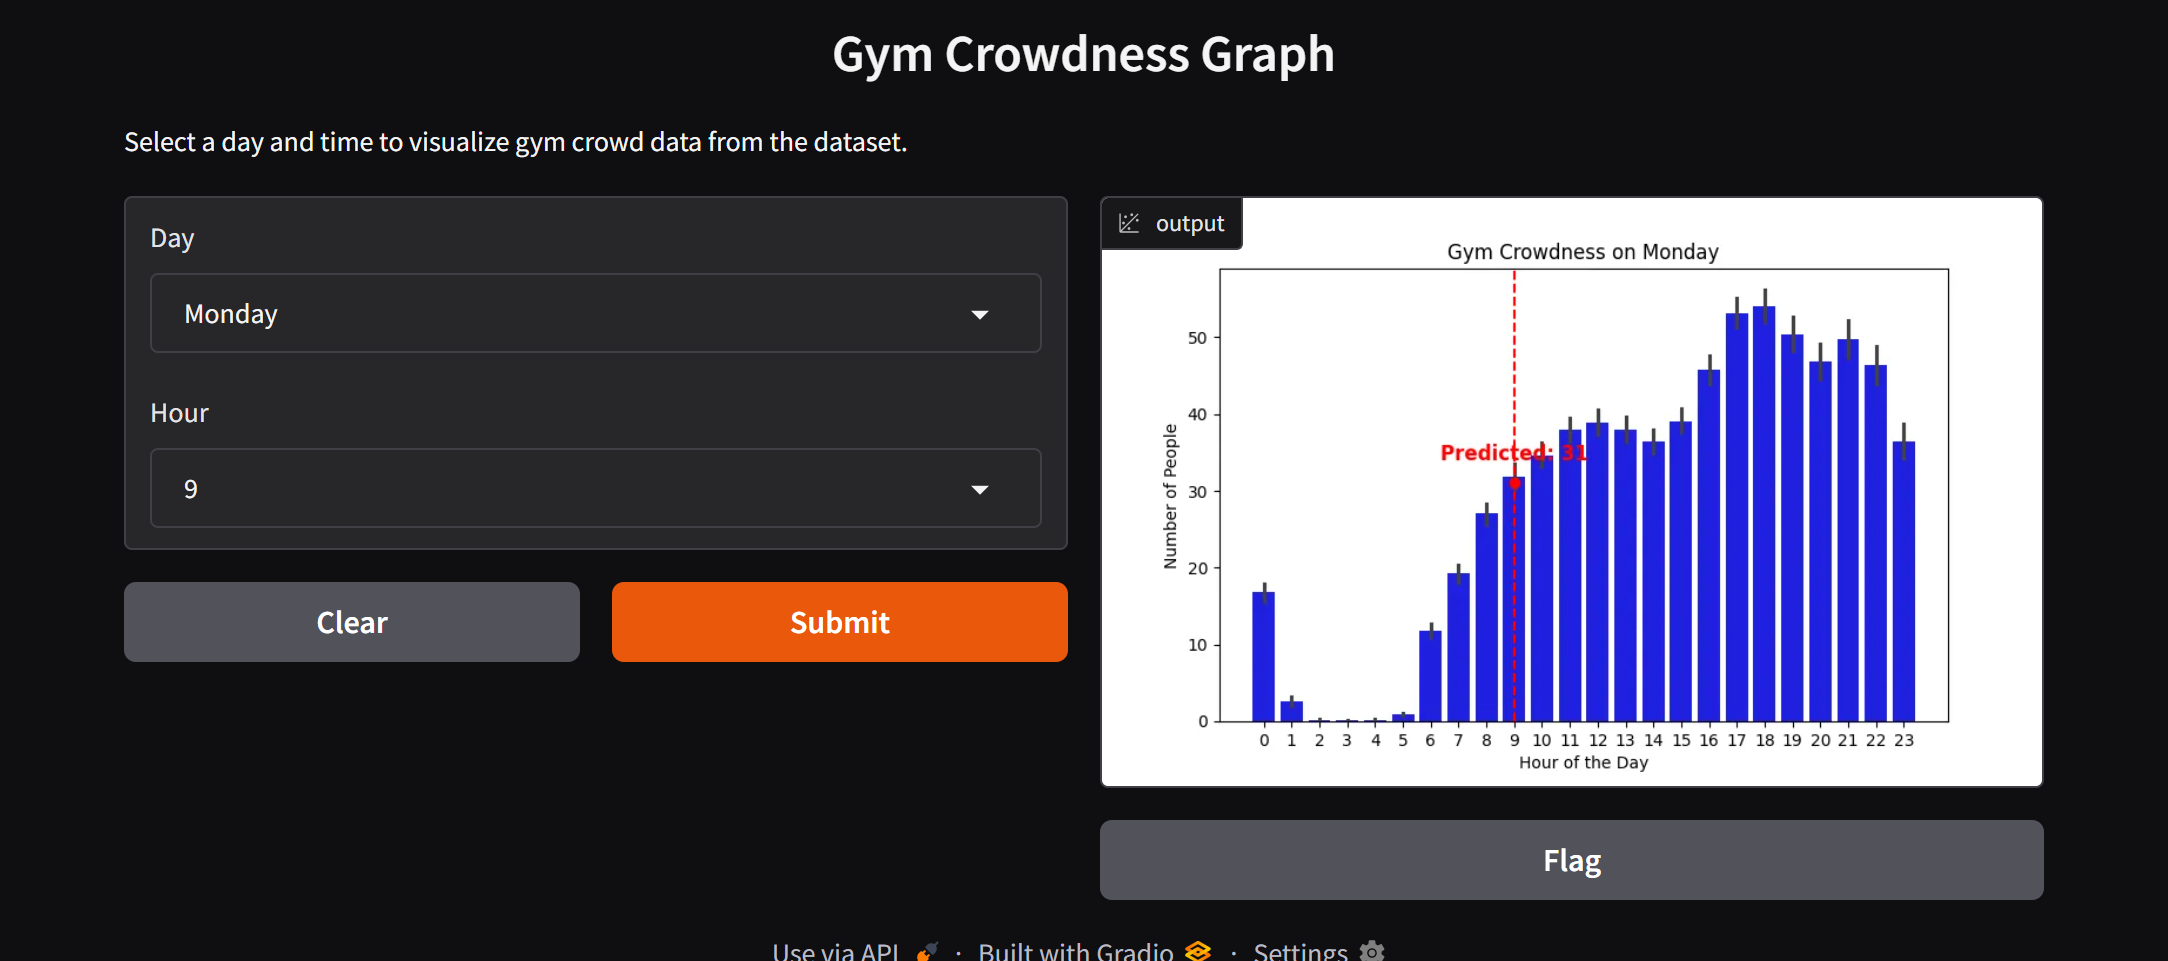 Gym Crowdness Graph
Select a day and time to visualize gym crowd data from the dataset.
Day
Monday
Hour
9
Clear
Submit
output
Gym Crowdness on Monday
Number of People
50
40
30
20
10
0
Predicted: 31
0 1 2 3 4 5 6 7 8 9 10 11 12 13 14 15 16 17 18 19 20 21 22 23
Hour of the Day
Flag
Use via API · Built with Gradio · Settings